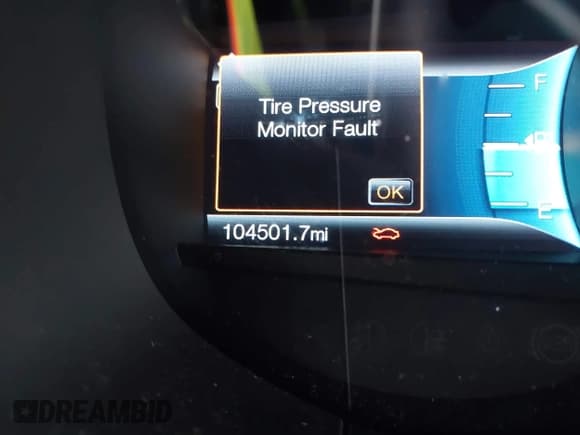 Tire Pressure
Monitor Fault
OK
F
E
104501.7mi
DREAMBID